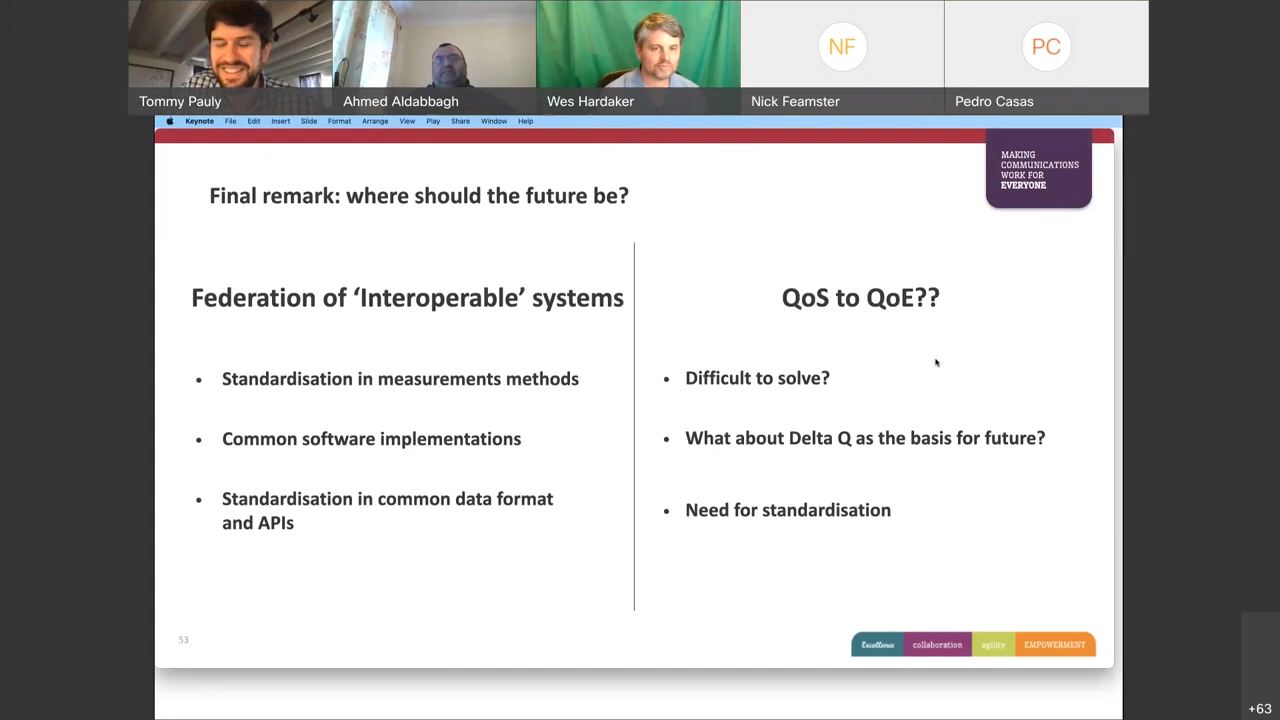 NF
PC
Tommy Pauly
Ahmed Aldabbagh
Wes Hardaker
Nick Feamster
Pedro Casas
Keynote File Edit Insert Slide Format Arrange View Play Share Window Help
MAKING
COMMUNICATIONS
WORK FOR
EVERYONE
Final remark: where should the future be?
Federation of ‘Interoperable’ systems
• Standardisation in measurements methods
• Common software implementations
• Standardisation in common data format
and APIs
QoS to QoE??
• Difficult to solve?
• What about Delta Q as the basis for future?
• Need for standardisation
53
Excellence collaboration agility EMPOWERMENT
+63